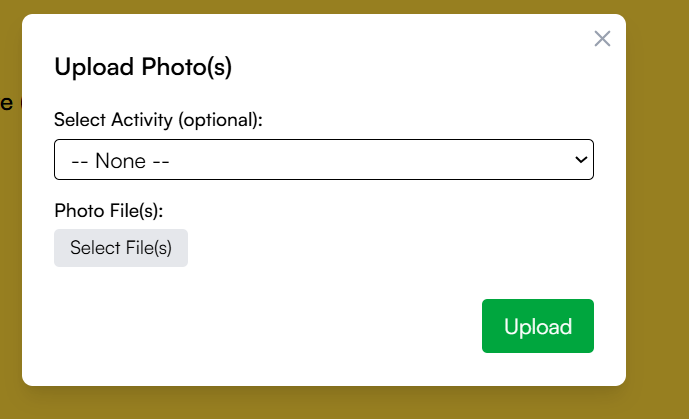 Upload Photo(s)
e (
Select Activity (optional):
-- None --
Photo File(s):
Select File(s)
Upload